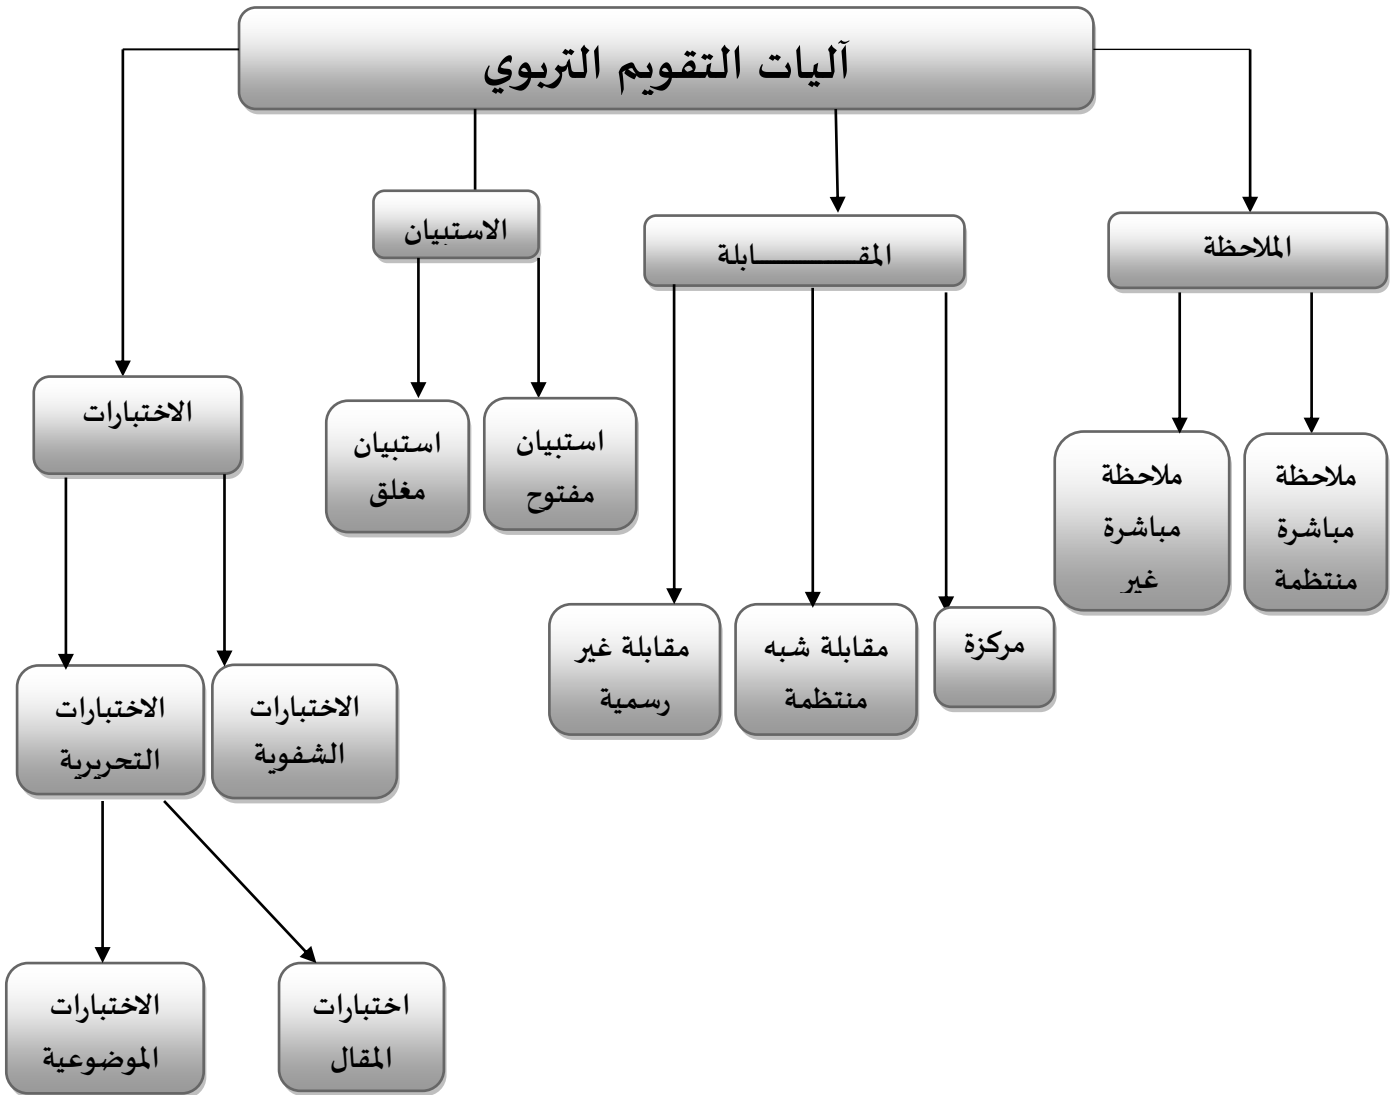 آليات التقويم التربوي
الملاحظة
المقـــــــــــابلة
الاستبيان
الاختبارات
ملاحظة
مباشرة
منتظمة
ملاحظة
مباشرة
غير
مركزة
مقابلة شبه
منتظمة
مقابلة غير
رسمية
استبيان
مفتوح
استبيان
مغلق
الاختبارات
الشفوية
الاختبارات
التحريرية
اختبارات
المقال
الاختبارات
الموضوعية